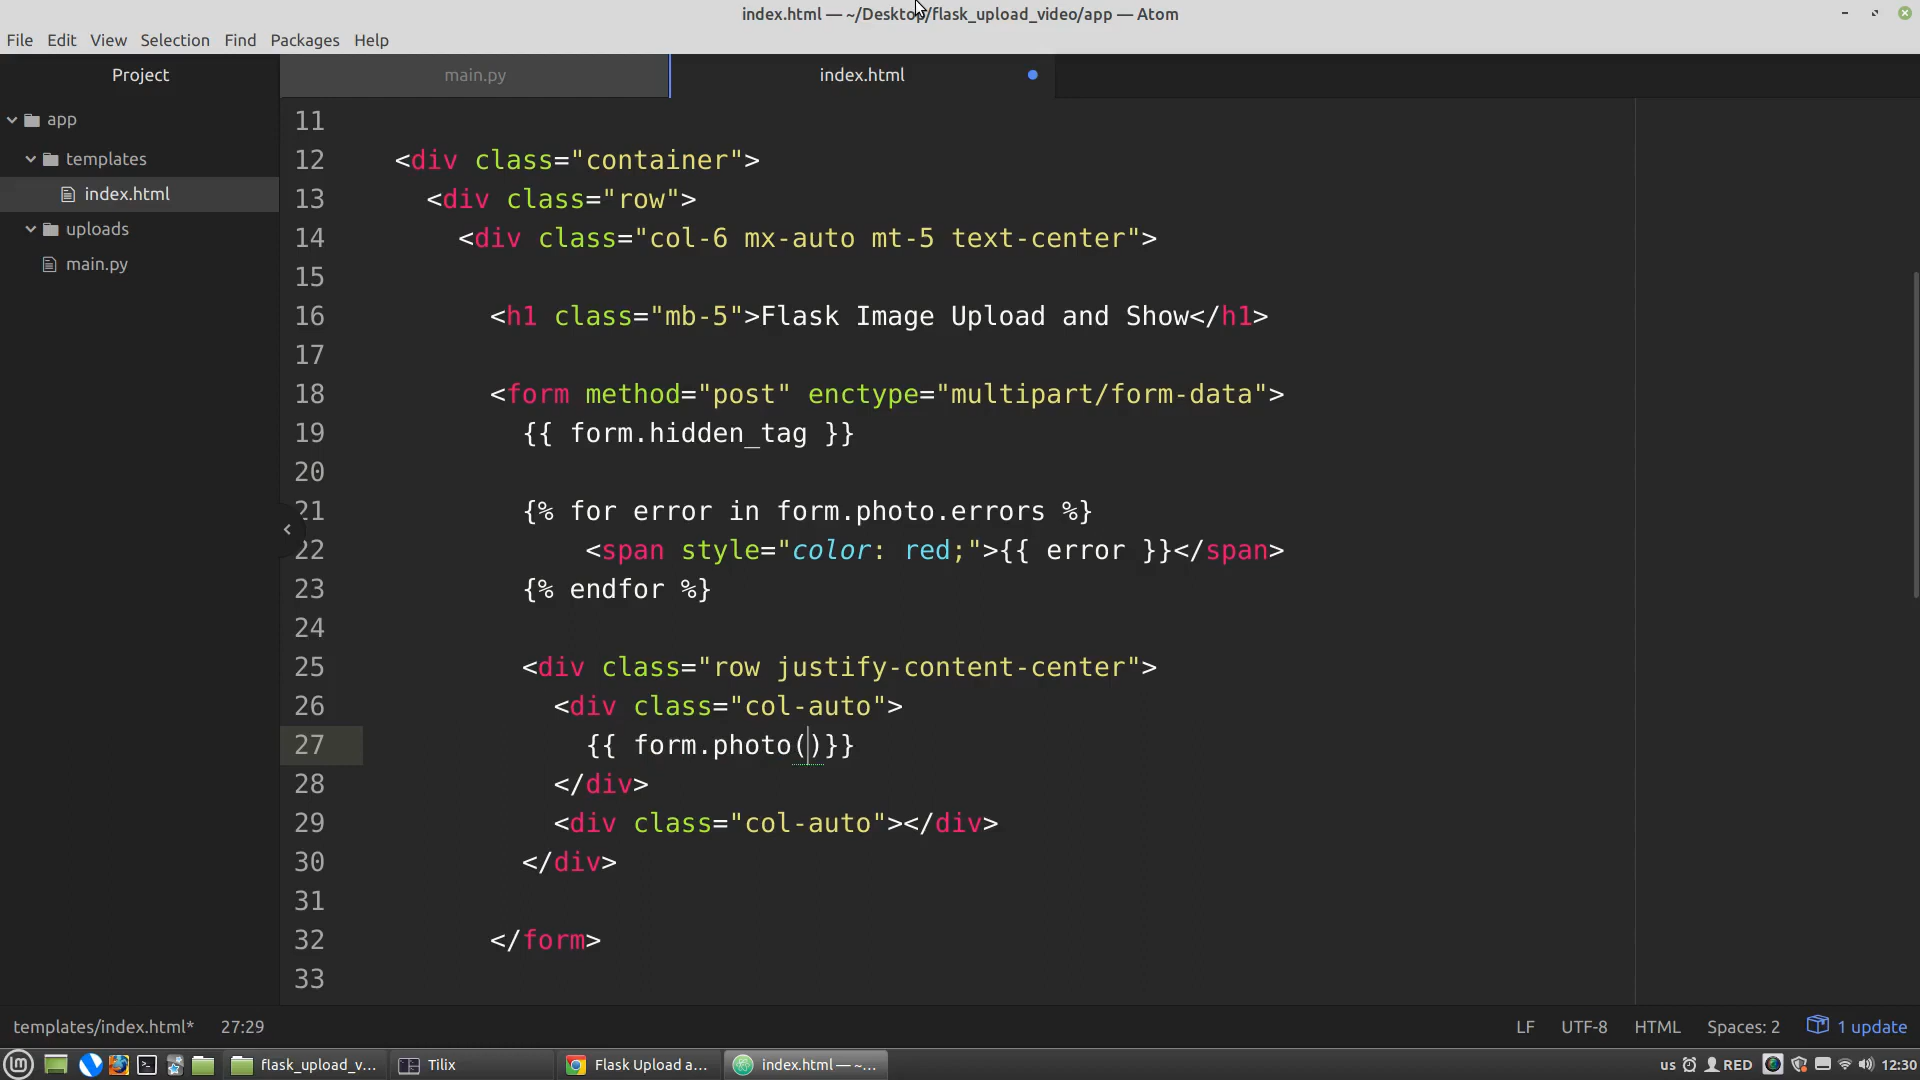 index.html — ~/Desktop/flask_upload_video/app — Atom
File Edit View Selection Find Packages Help
Project
main.py
index.html
app
templates
index.html
uploads
main.py
11
12 <div class="container">
13 <div class="row">
14 <div class="col-6 mx-auto mt-5 text-center">
15
16 <h1 class="mb-5">Flask Image Upload and Show</h1>
17
18 <form method="post" enctype="multipart/form-data">
19 {{ form.hidden_tag }}
20
21 {% for error in form.photo.errors %}
22 <span style="color: red;">{{ error }}</span>
23 {% endfor %}
24
25 <div class="row justify-content-center">
26 <div class="col-auto">
27 {{ form.photo()}}
28 </div>
29 <div class="col-auto"></div>
30 </div>
31
32 </form>
33
templates/index.html* 27:29 LF UTF-8 HTML Spaces: 2 1 update
flask_upload_v... Tilix Flask Upload a... index.html — ~... us RED 12:30